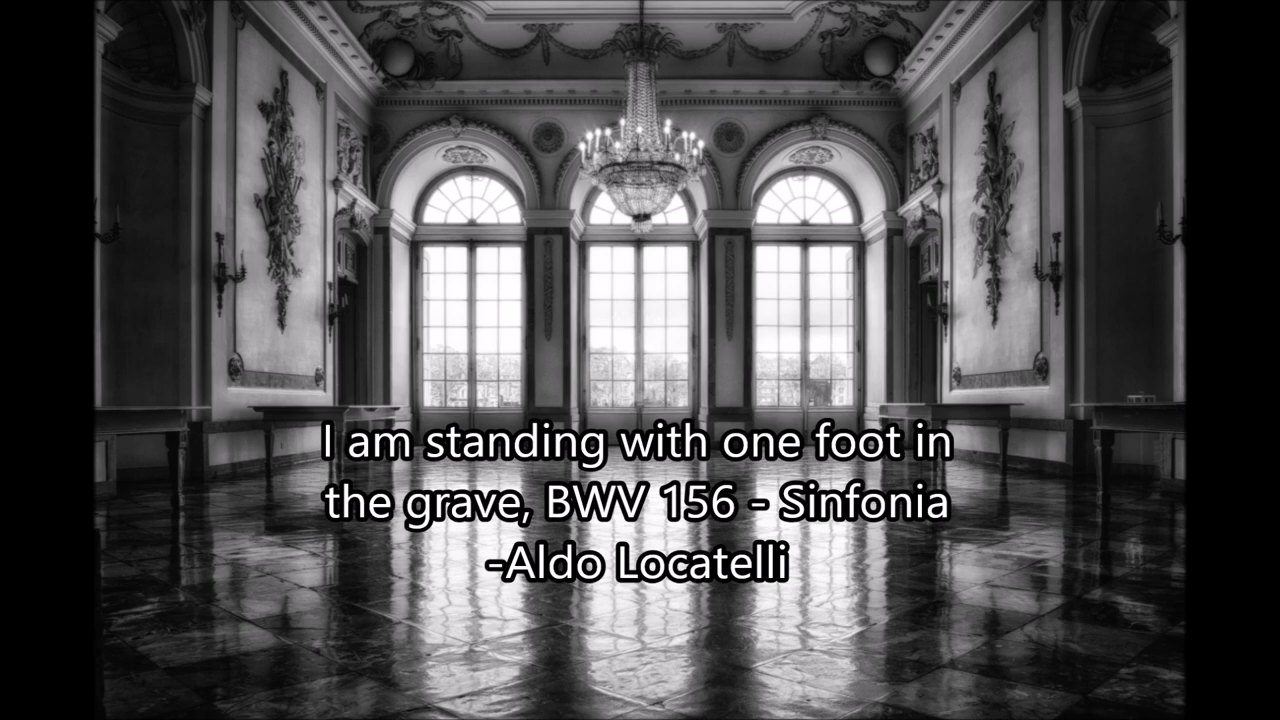 I am standing with one foot in
the grave, BWV 156 - Sinfonia
-Aldo Locatelli